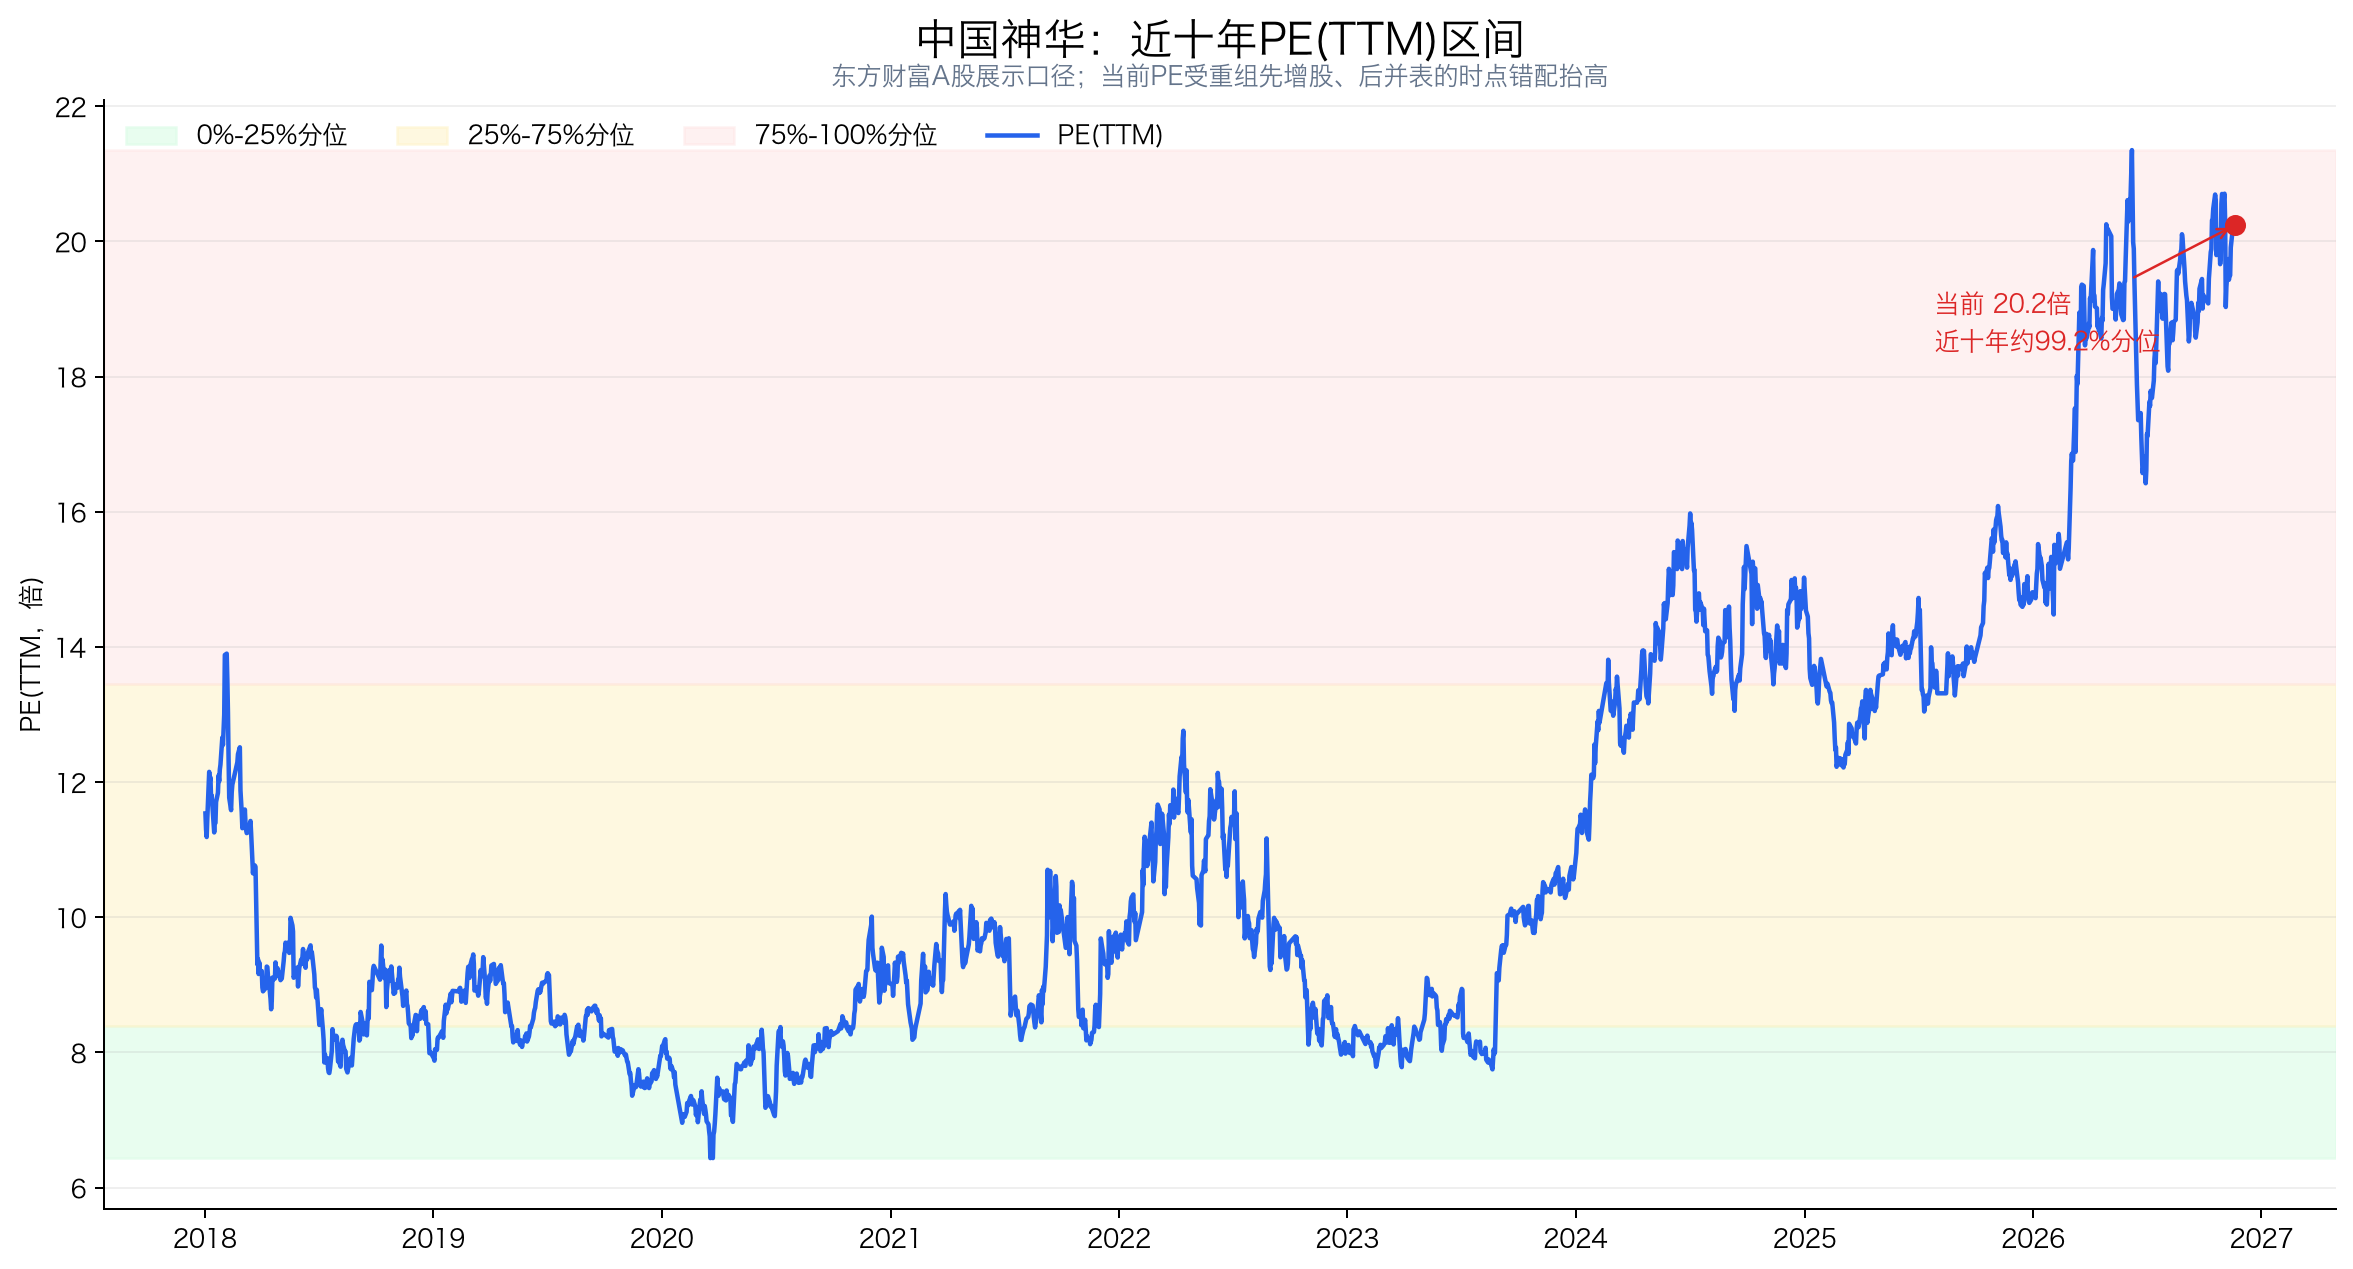 中国神华：近十年PE(TTM)区间
东方财富A股展示口径；当前PE受重组先增股、后并表的时点错配抬高
0%-25%分位
25%-75%分位
75%-100%分位
PE(TTM)
PE(TTM，倍)
22
20
18
16
14
12
10
8
6
当前 20.2倍
近十年约99.2%分位
2018
2019
2020
2021
2022
2023
2024
2025
2026
2027